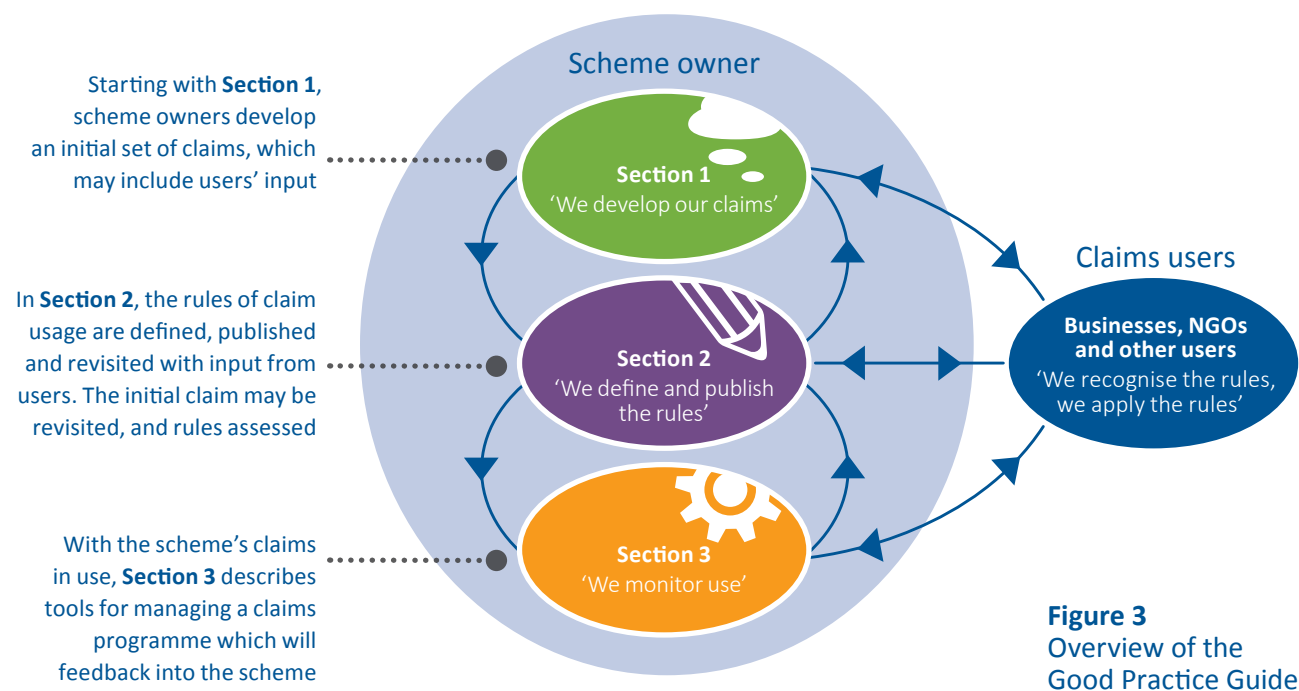 Scheme owner
Starting with Section 1,
scheme owners develop
an initial set of claims, which
may include users’ input
Section 1
‘We develop our claims’
In Section 2, the rules of claim
usage are defined, published
and revisited with input from
users. The initial claim may be
revisited, and rules assessed
Section 2
‘We define and publish
the rules’
Claims users
Businesses, NGOs
and other users
‘We recognise the rules,
we apply the rules’
With the scheme’s claims
in use, Section 3 describes
tools for managing a claims
programme which will
feedback into the scheme
Section 3
‘We monitor use’
Figure 3
Overview of the
Good Practice Guide